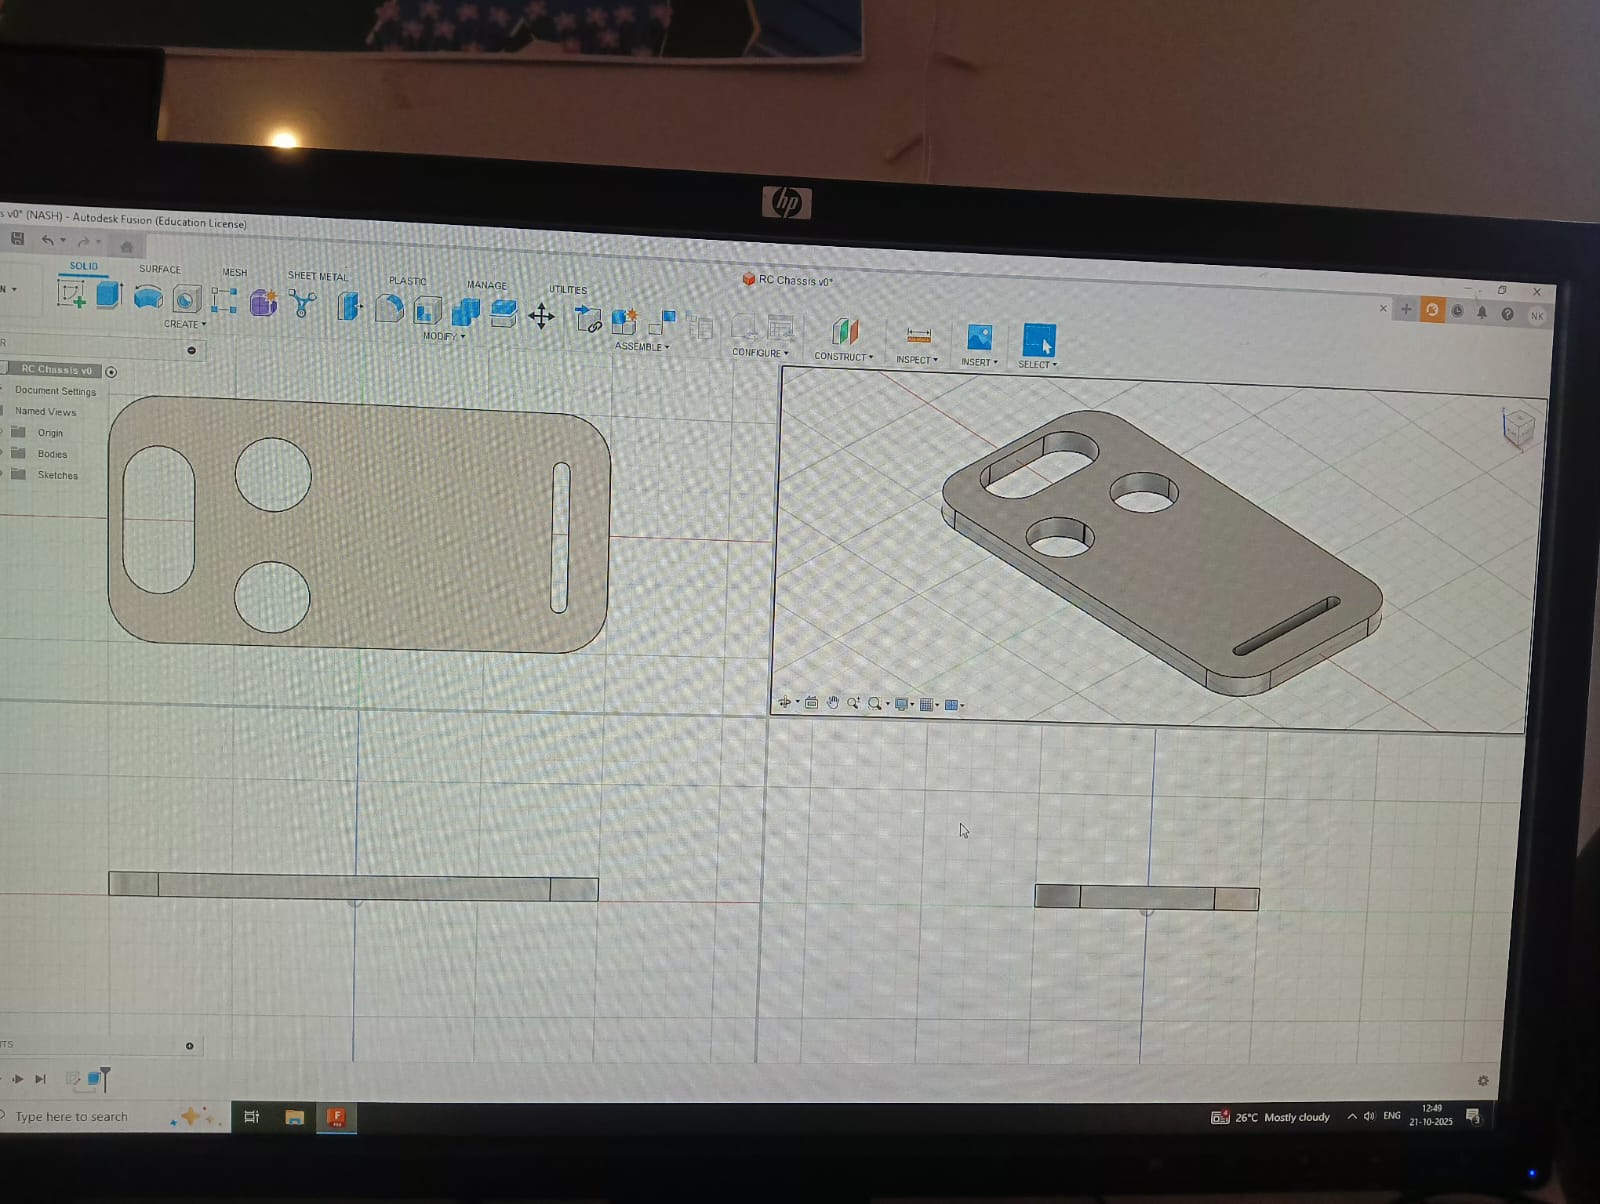 hp
s v0* (NASH) - Autodesk Fusion (Education License)
RC Chassis v0*
SOLID SURFACE MESH SHEET METAL PLASTIC MANAGE UTILITIES
N
NK
CREATE MODIFY ASSEMBLE CONFIGURE CONSTRUCT INSPECT INSERT SELECT
R
RC Chassis v0
Document Settings
Named Views
Origin
Bodies
Sketches
TS
Type here to search
F
26°C Mostly cloudy
ENG
12:49
21-10-2025
3